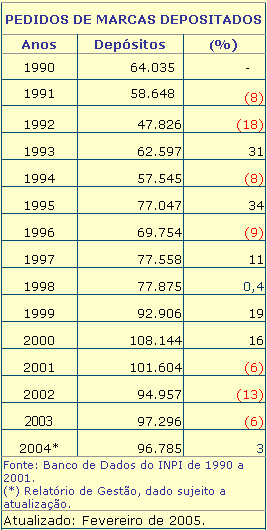 PEDIDOS DE MARCAS DEPOSITADOS
Anos Depósitos (%)
1990 64.035 -
1991 58.648 (8)
1992 47.826 (18)
1993 62.597 31
1994 57.545 (8)
1995 77.047 34
1996 69.754 (9)
1997 77.558 11
1998 77.875 0,4
1999 92.906 19
2000 108.144 16
2001 101.604 (6)
2002 94.957 (13)
2003 97.296 (6)
2004* 96.785 3
Fonte: Banco de Dados do INPI de 1990 a
2001.
(*) Relatório de Gestão, dado sujeito a
atualização.
Atualizado: Fevereiro de 2005.